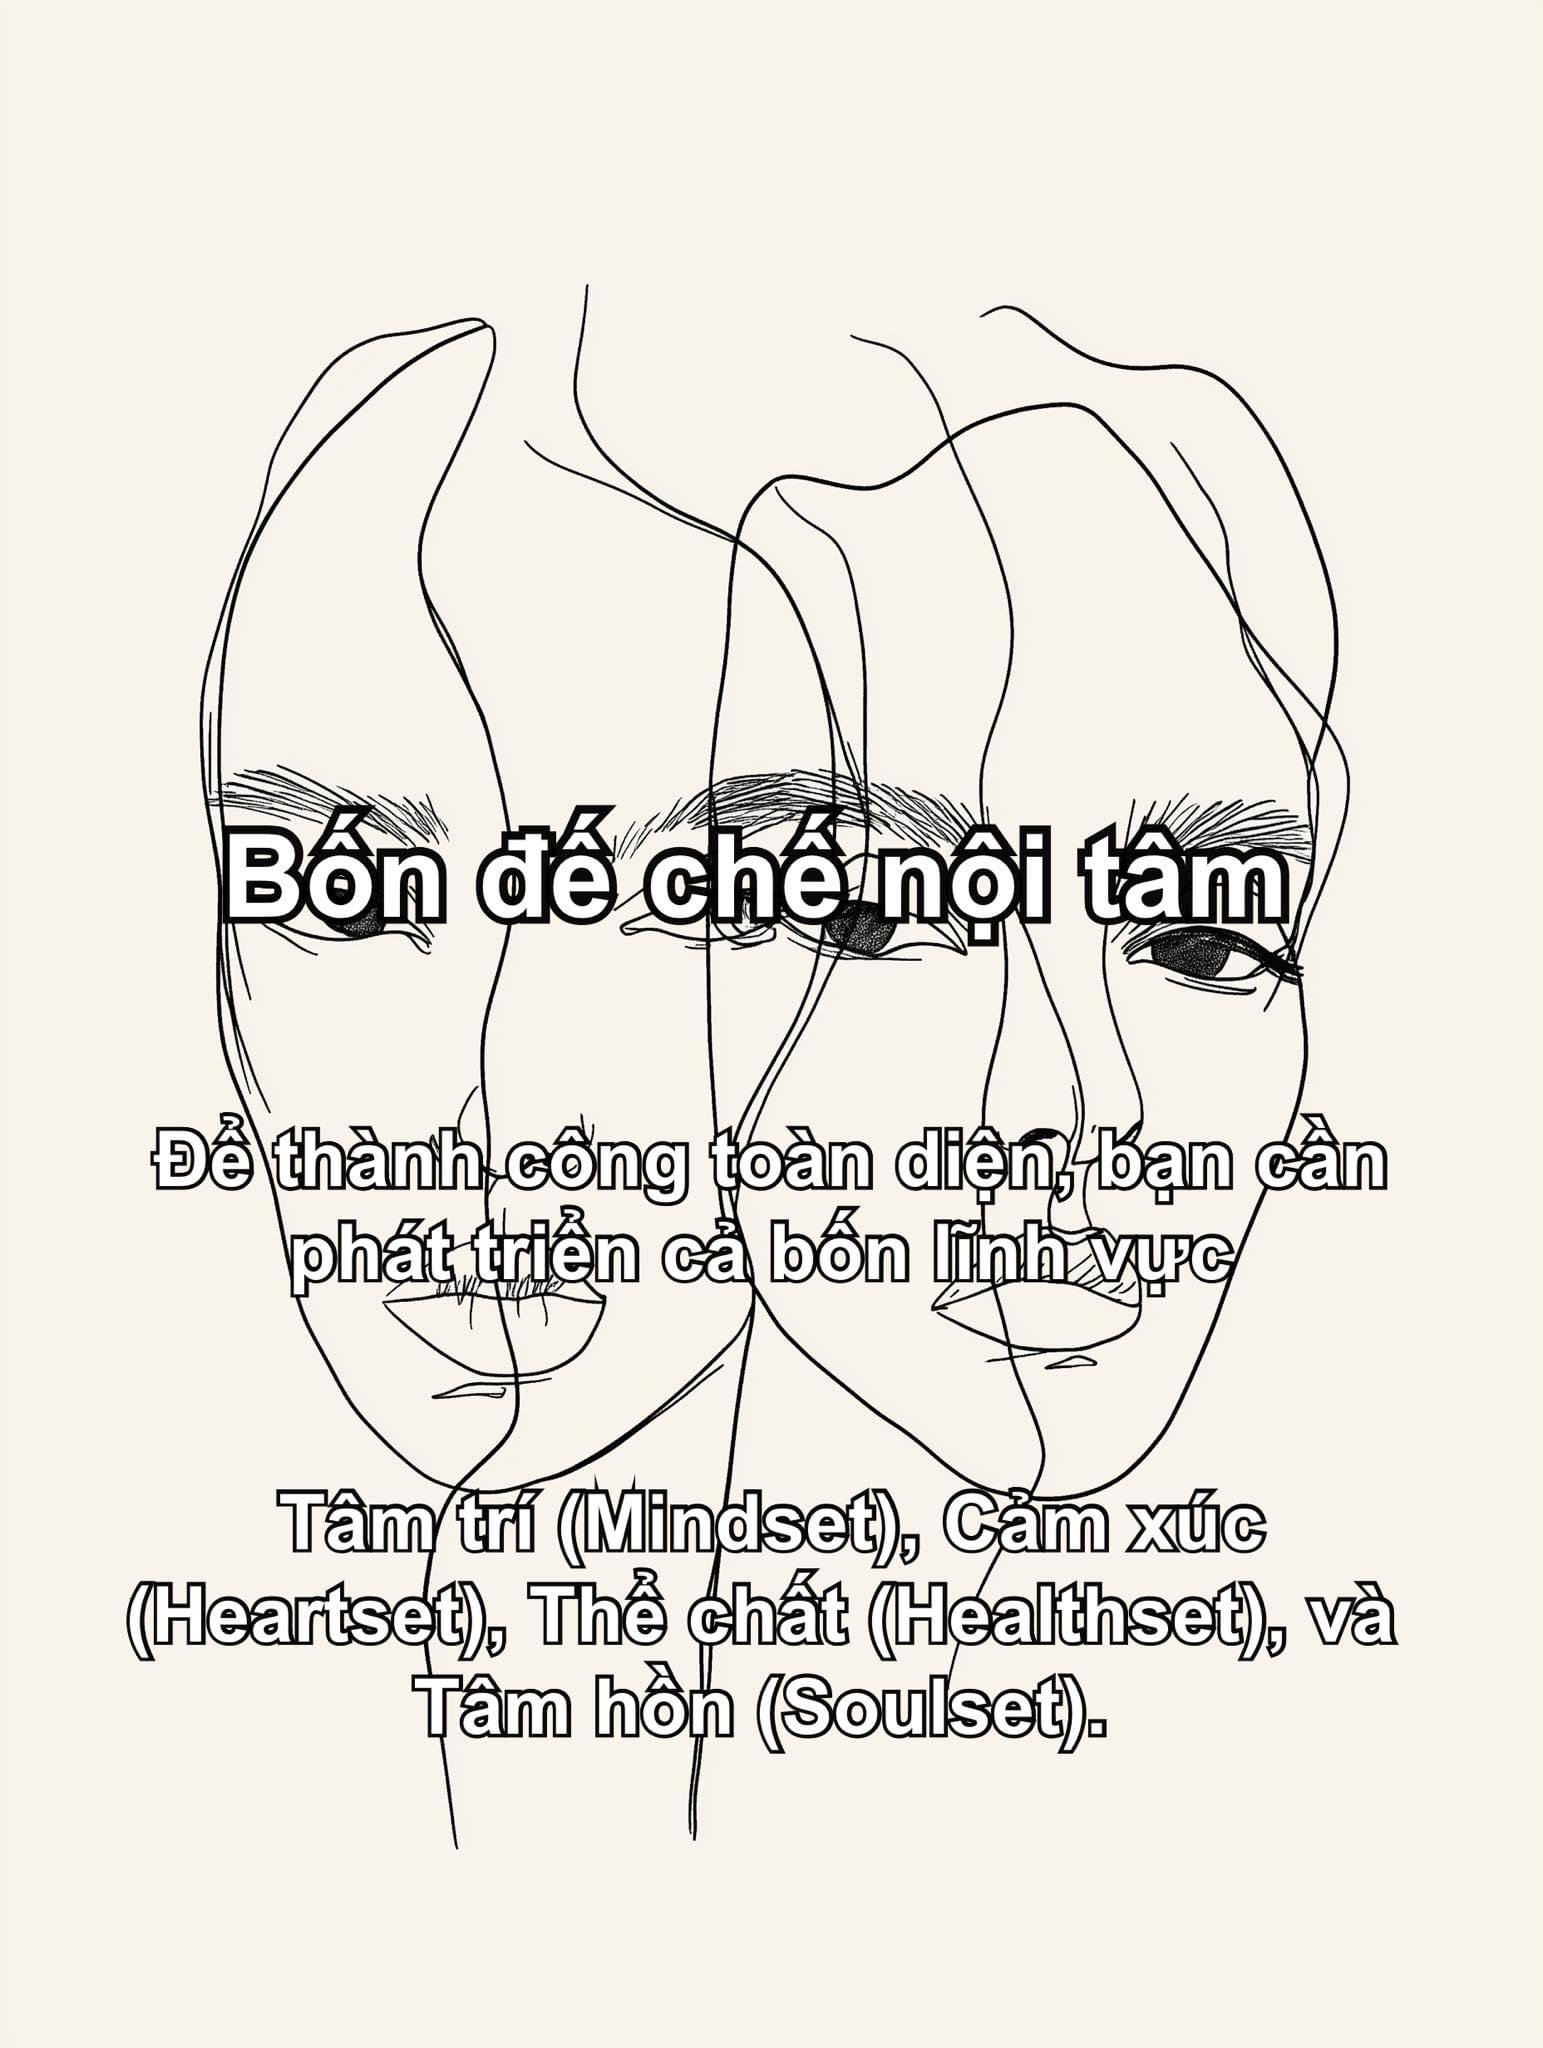 Bốn đế chế nội tâm
Để thành công toàn diện, bạn cần
phát triển cả bốn lĩnh vực
Tâm trí (Mindset), Cảm xúc
(Heartset), Thể chất (Healthset), và
Tâm hồn (Soulset).